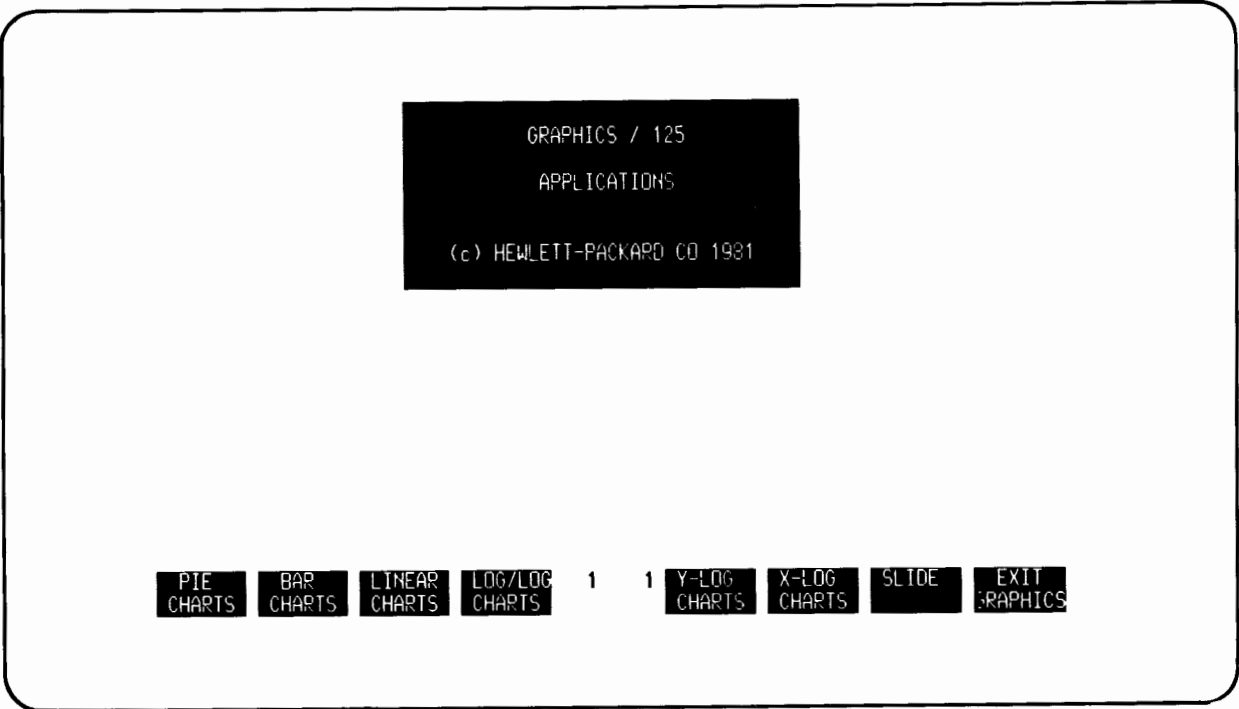 GRAPHICS / 125
APPLICATIONS
(c) HEWLETT-PACKARD CO 1981
PIE CHARTS
BAR CHARTS
LINEAR CHARTS
LOG/LOG CHARTS
1 1
Y-LOG CHARTS
X-LOG CHARTS
SLIDE
EXIT GRAPHICS